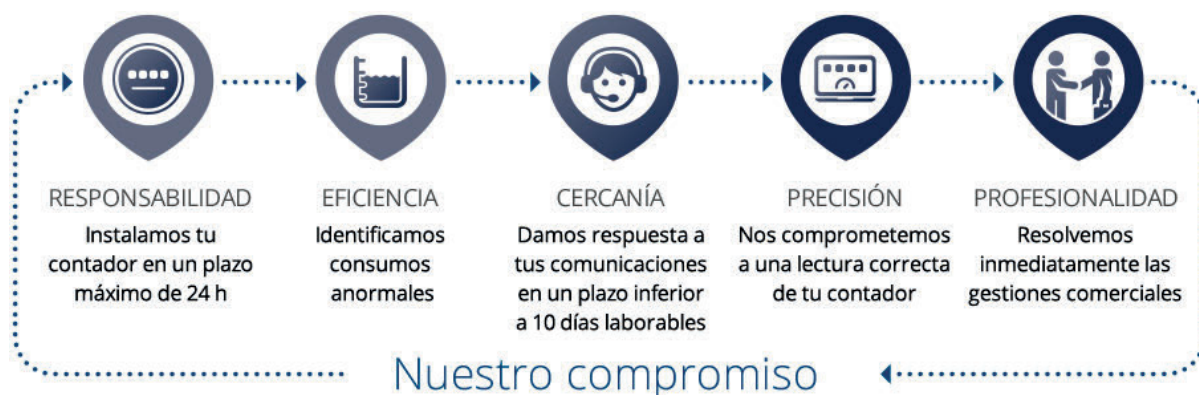 RESPONSABILIDAD
Instalamos tu
contador en un plazo
máximo de 24 h
EFICIENCIA
Identificamos
consumos
anormales
CERCANÍA
Damos respuesta a
tus comunicaciones
en un plazo inferior
a 10 días laborables
PRECISIÓN
Nos comprometemos
a una lectura correcta
de tu contador
PROFESIONALIDAD
Resolvemos
inmediatamente las
gestiones comerciales
Nuestro compromiso